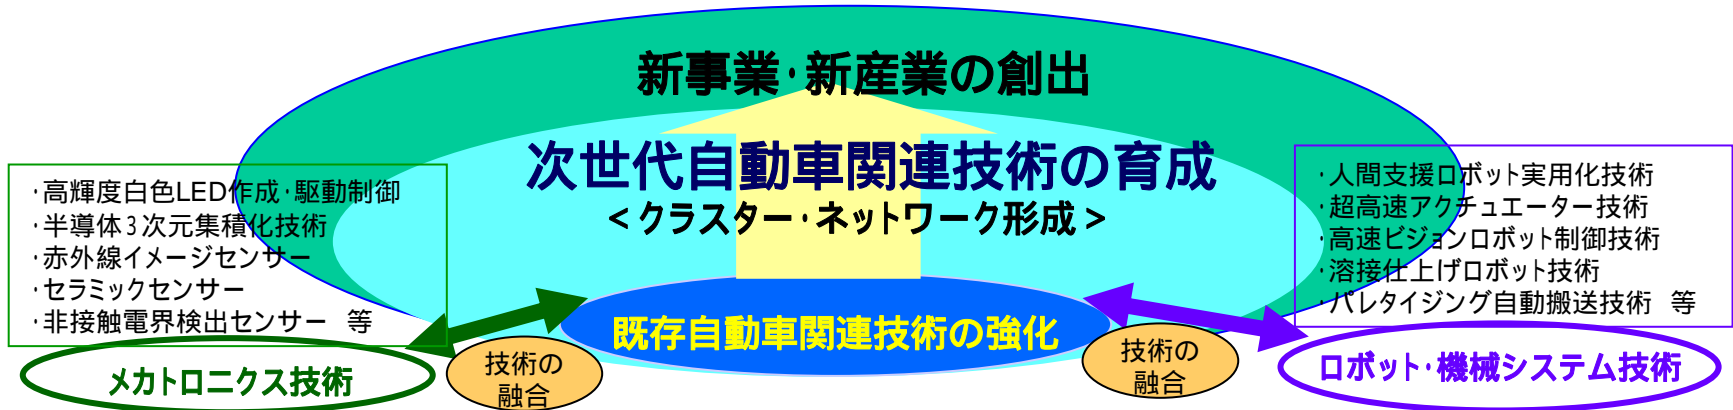 新事業・新産業の創出
次世代自動車関連技術の育成
＜クラスター・ネットワーク形成＞
既存自動車関連技術の強化
・高輝度白色LED作成・駆動制御
・半導体３次元集積化技術
・赤外線イメージセンサー
・セラミックセンサー
・非接触電界検出センサー　等
メカトロニクス技術
技術の
融合
・人間支援ロボット実用化技術
・超高速アクチュエーター技術
・高速ビジョンロボット制御技術
・溶接仕上げロボット技術
・パレタイジング自動搬送技術　等
技術の
融合
ロボット・機械システム技術